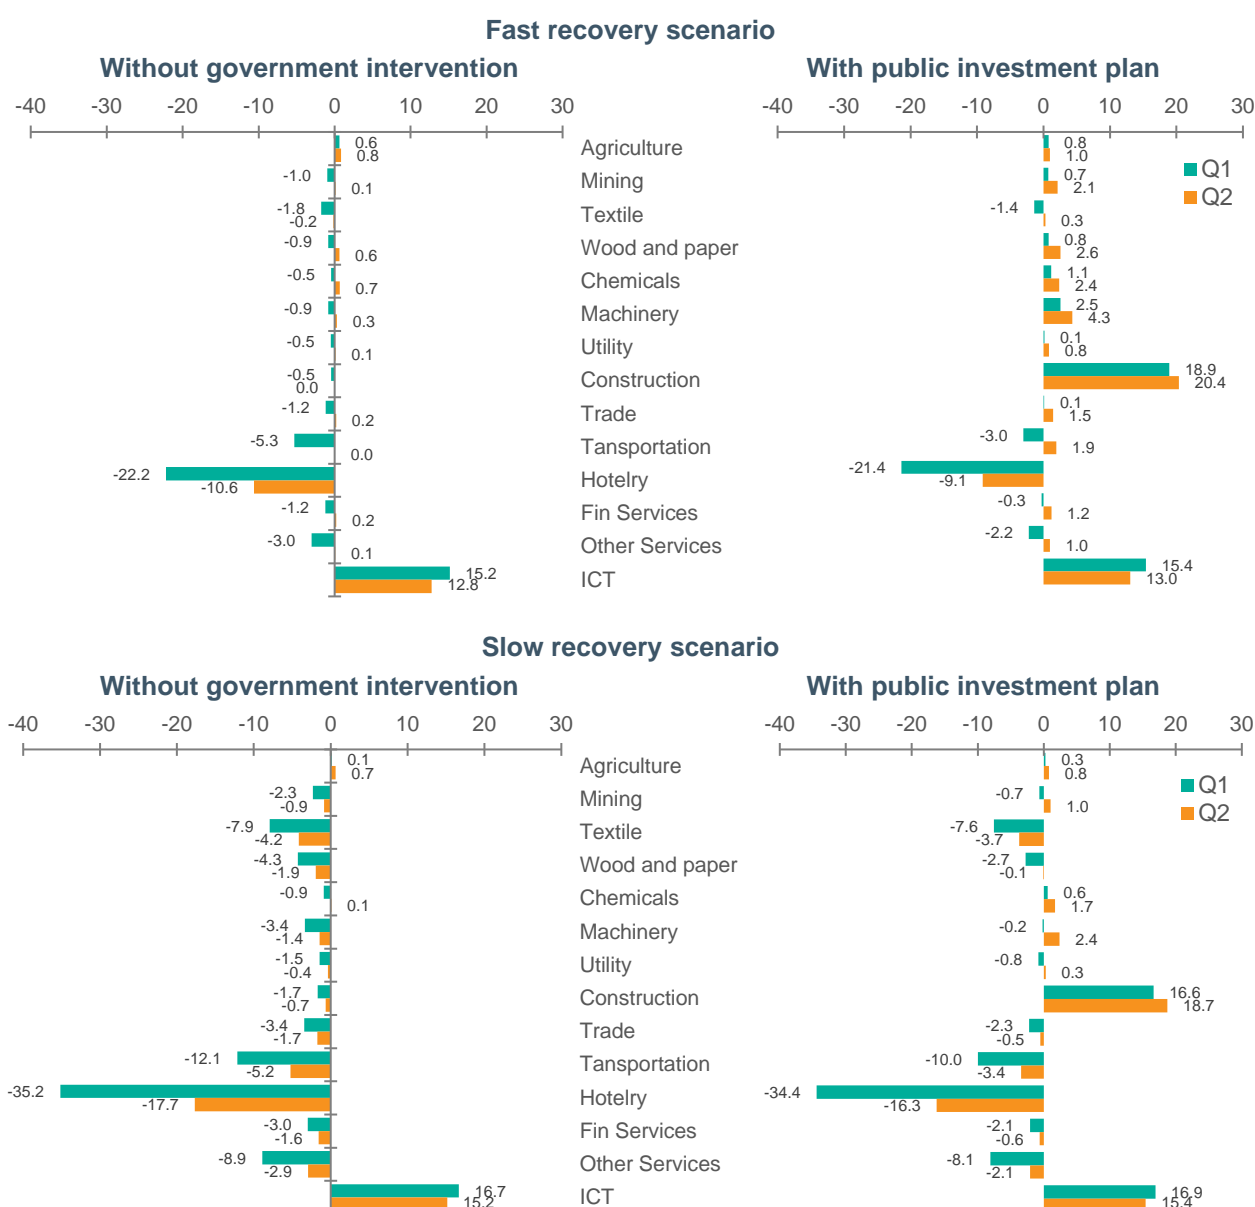 Fast recovery scenario
Without government intervention
With public investment plan
-40 -30 -20 -10 0 10 20 30
-40 -30 -20 -10 0 10 20 30
0.6 Agriculture 0.8
0.8 1.0
-1.0 Mining 0.7 Q1
0.1 2.1 Q2
-1.8 Textile -1.4
-0.2 0.3
-0.9 Wood and paper 0.8
0.6 2.6
-0.5 Chemicals 1.1
0.7 2.4
-0.9 Machinery 2.5
0.3 4.3
-0.5 Utility 0.1
0.1 0.8
-0.5 Construction 18.9
0.0 20.4
-1.2 Trade 0.1
0.2 1.5
-5.3 Tansportation -3.0
0.0 1.9
-22.2 Hotelry -21.4
-10.6 -9.1
-1.2 Fin Services -0.3
0.2 1.2
-3.0 Other Services -2.2
0.1 1.0
15.2 ICT 15.4
12.8 13.0
Slow recovery scenario
Without government intervention
With public investment plan
-40 -30 -20 -10 0 10 20 30
-40 -30 -20 -10 0 10 20 30
0.1 Agriculture 0.3
0.7 0.8
-2.3 Mining -0.7 Q1
-0.9 1.0 Q2
-7.9 Textile -7.6
-4.2 -3.7
-4.3 Wood and paper -2.7
-1.9 -0.1
-0.9 Chemicals 0.6
0.1 1.7
-3.4 Machinery -0.2
-1.4 2.4
-1.5 Utility -0.8
-0.4 0.3
-1.7 Construction 16.6
-0.7 18.7
-3.4 Trade -2.3
-1.7 -0.5
-12.1 Tansportation -10.0
-5.2 -3.4
-35.2 Hotelry -34.4
-17.7 -16.3
-3.0 Fin Services -2.1
-1.6 -0.6
-8.9 Other Services -8.1
-2.9 -2.1
16.7 ICT 16.9
15.2 15.4